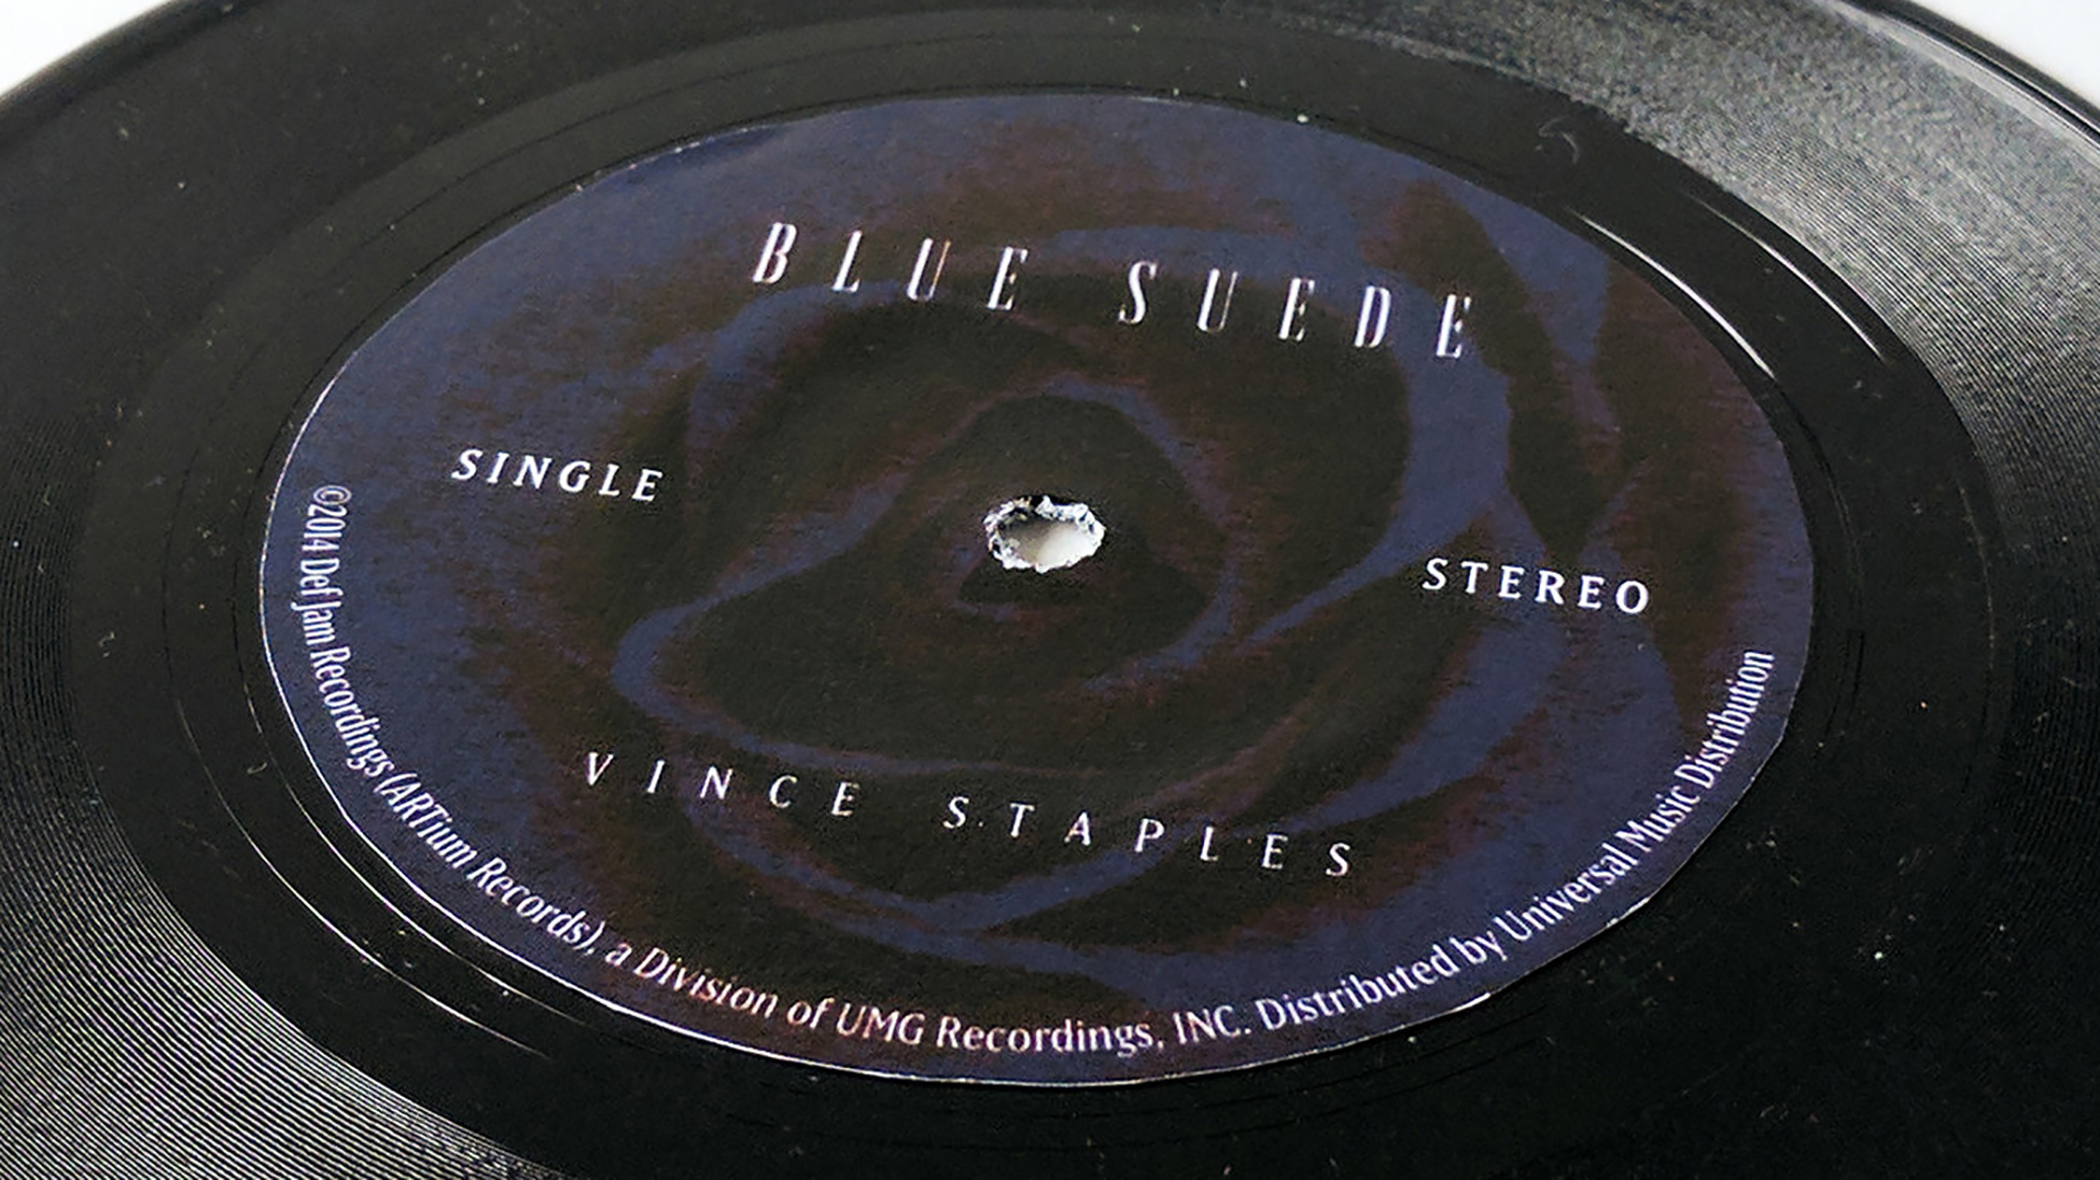 BLUE SUEDE
SINGLE
STEREO
VINCE STAPLES
©2014 Def Jam Recordings (ARTium Records), a Division of UMG Recordings, INC. Distributed by Universal Music Distribution